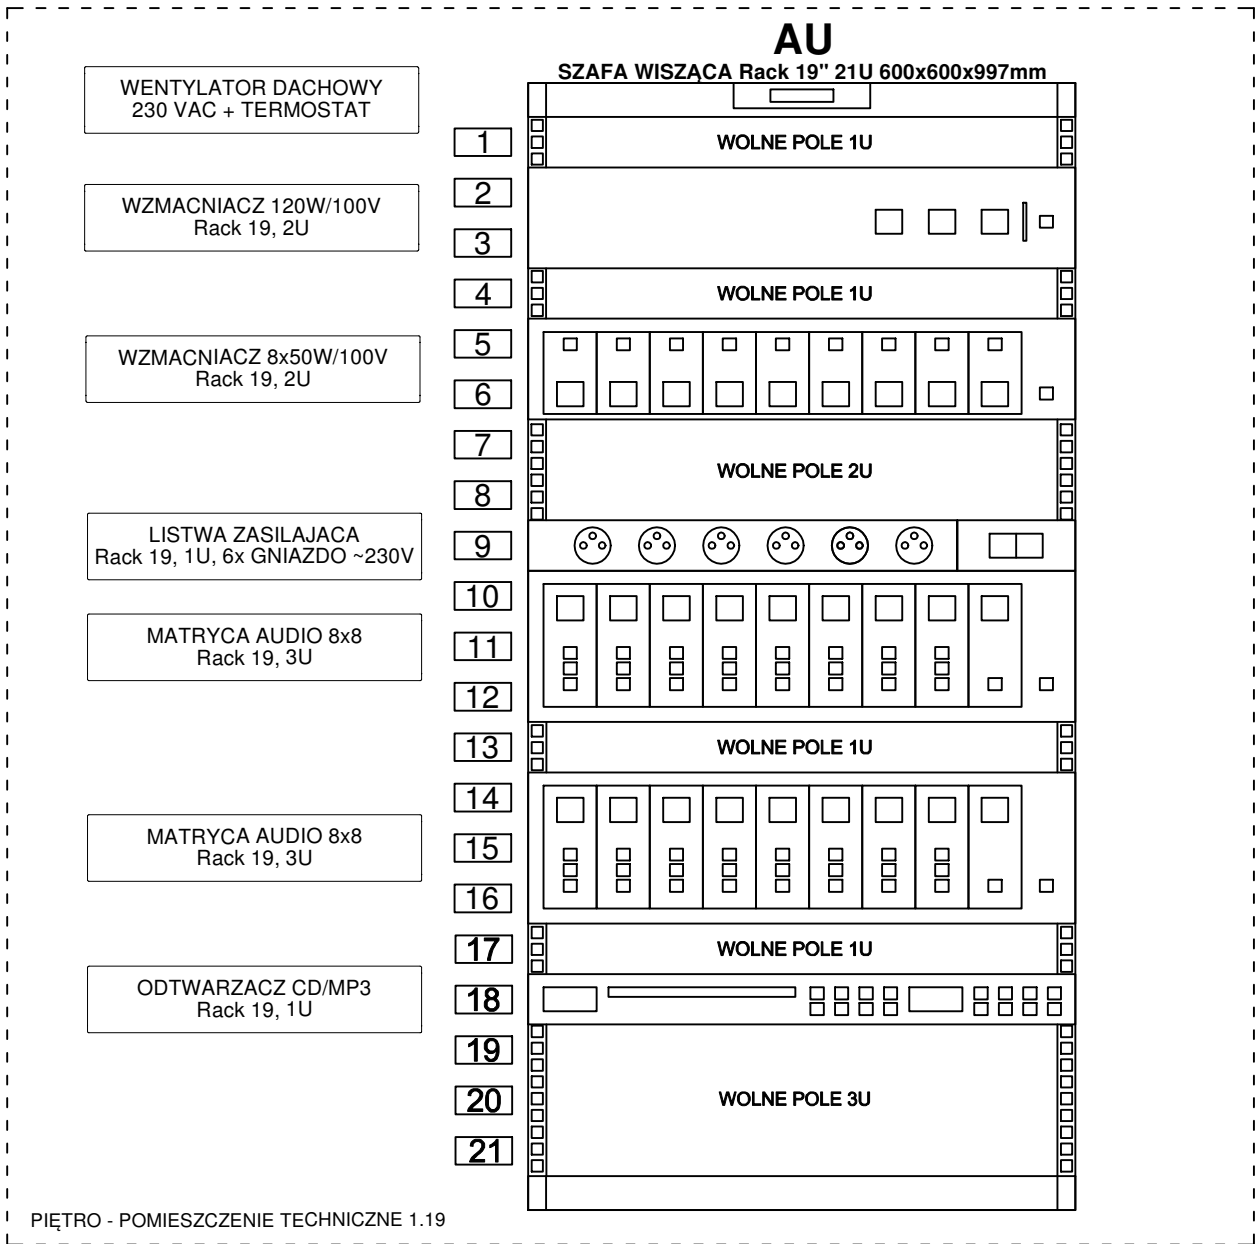 AU
SZAFA WISZĄCA Rack 19" 21U 600x600x997mm
WENTYLATOR DACHOWY
230 VAC + TERMOSTAT
1
WOLNE POLE 1U
WZMACNIACZ 120W/100V
Rack 19, 2U
2
3
4
WOLNE POLE 1U
WZMACNIACZ 8x50W/100V
Rack 19, 2U
5
6
7
8
WOLNE POLE 2U
LISTWA ZASILAJACA
Rack 19, 1U, 6x GNIAZDO ~230V
9
10
MATRYCA AUDIO 8x8
Rack 19, 3U
11
12
13
WOLNE POLE 1U
14
MATRYCA AUDIO 8x8
Rack 19, 3U
15
16
17
WOLNE POLE 1U
ODTWARZACZ CD/MP3
Rack 19, 1U
18
19
20
WOLNE POLE 3U
21
PIĘTRO - POMIESZCZENIE TECHNICZNE 1.19